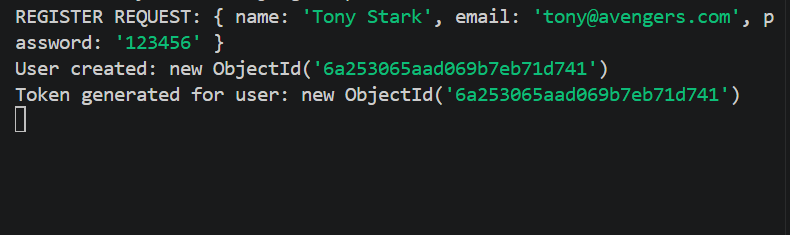 REGISTER REQUEST: { name: 'Tony Stark', email: 'tony@avengers.com', p
assword: '123456' }
User created: new ObjectId('6a253065aad069b7eb71d741')
Token generated for user: new ObjectId('6a253065aad069b7eb71d741')